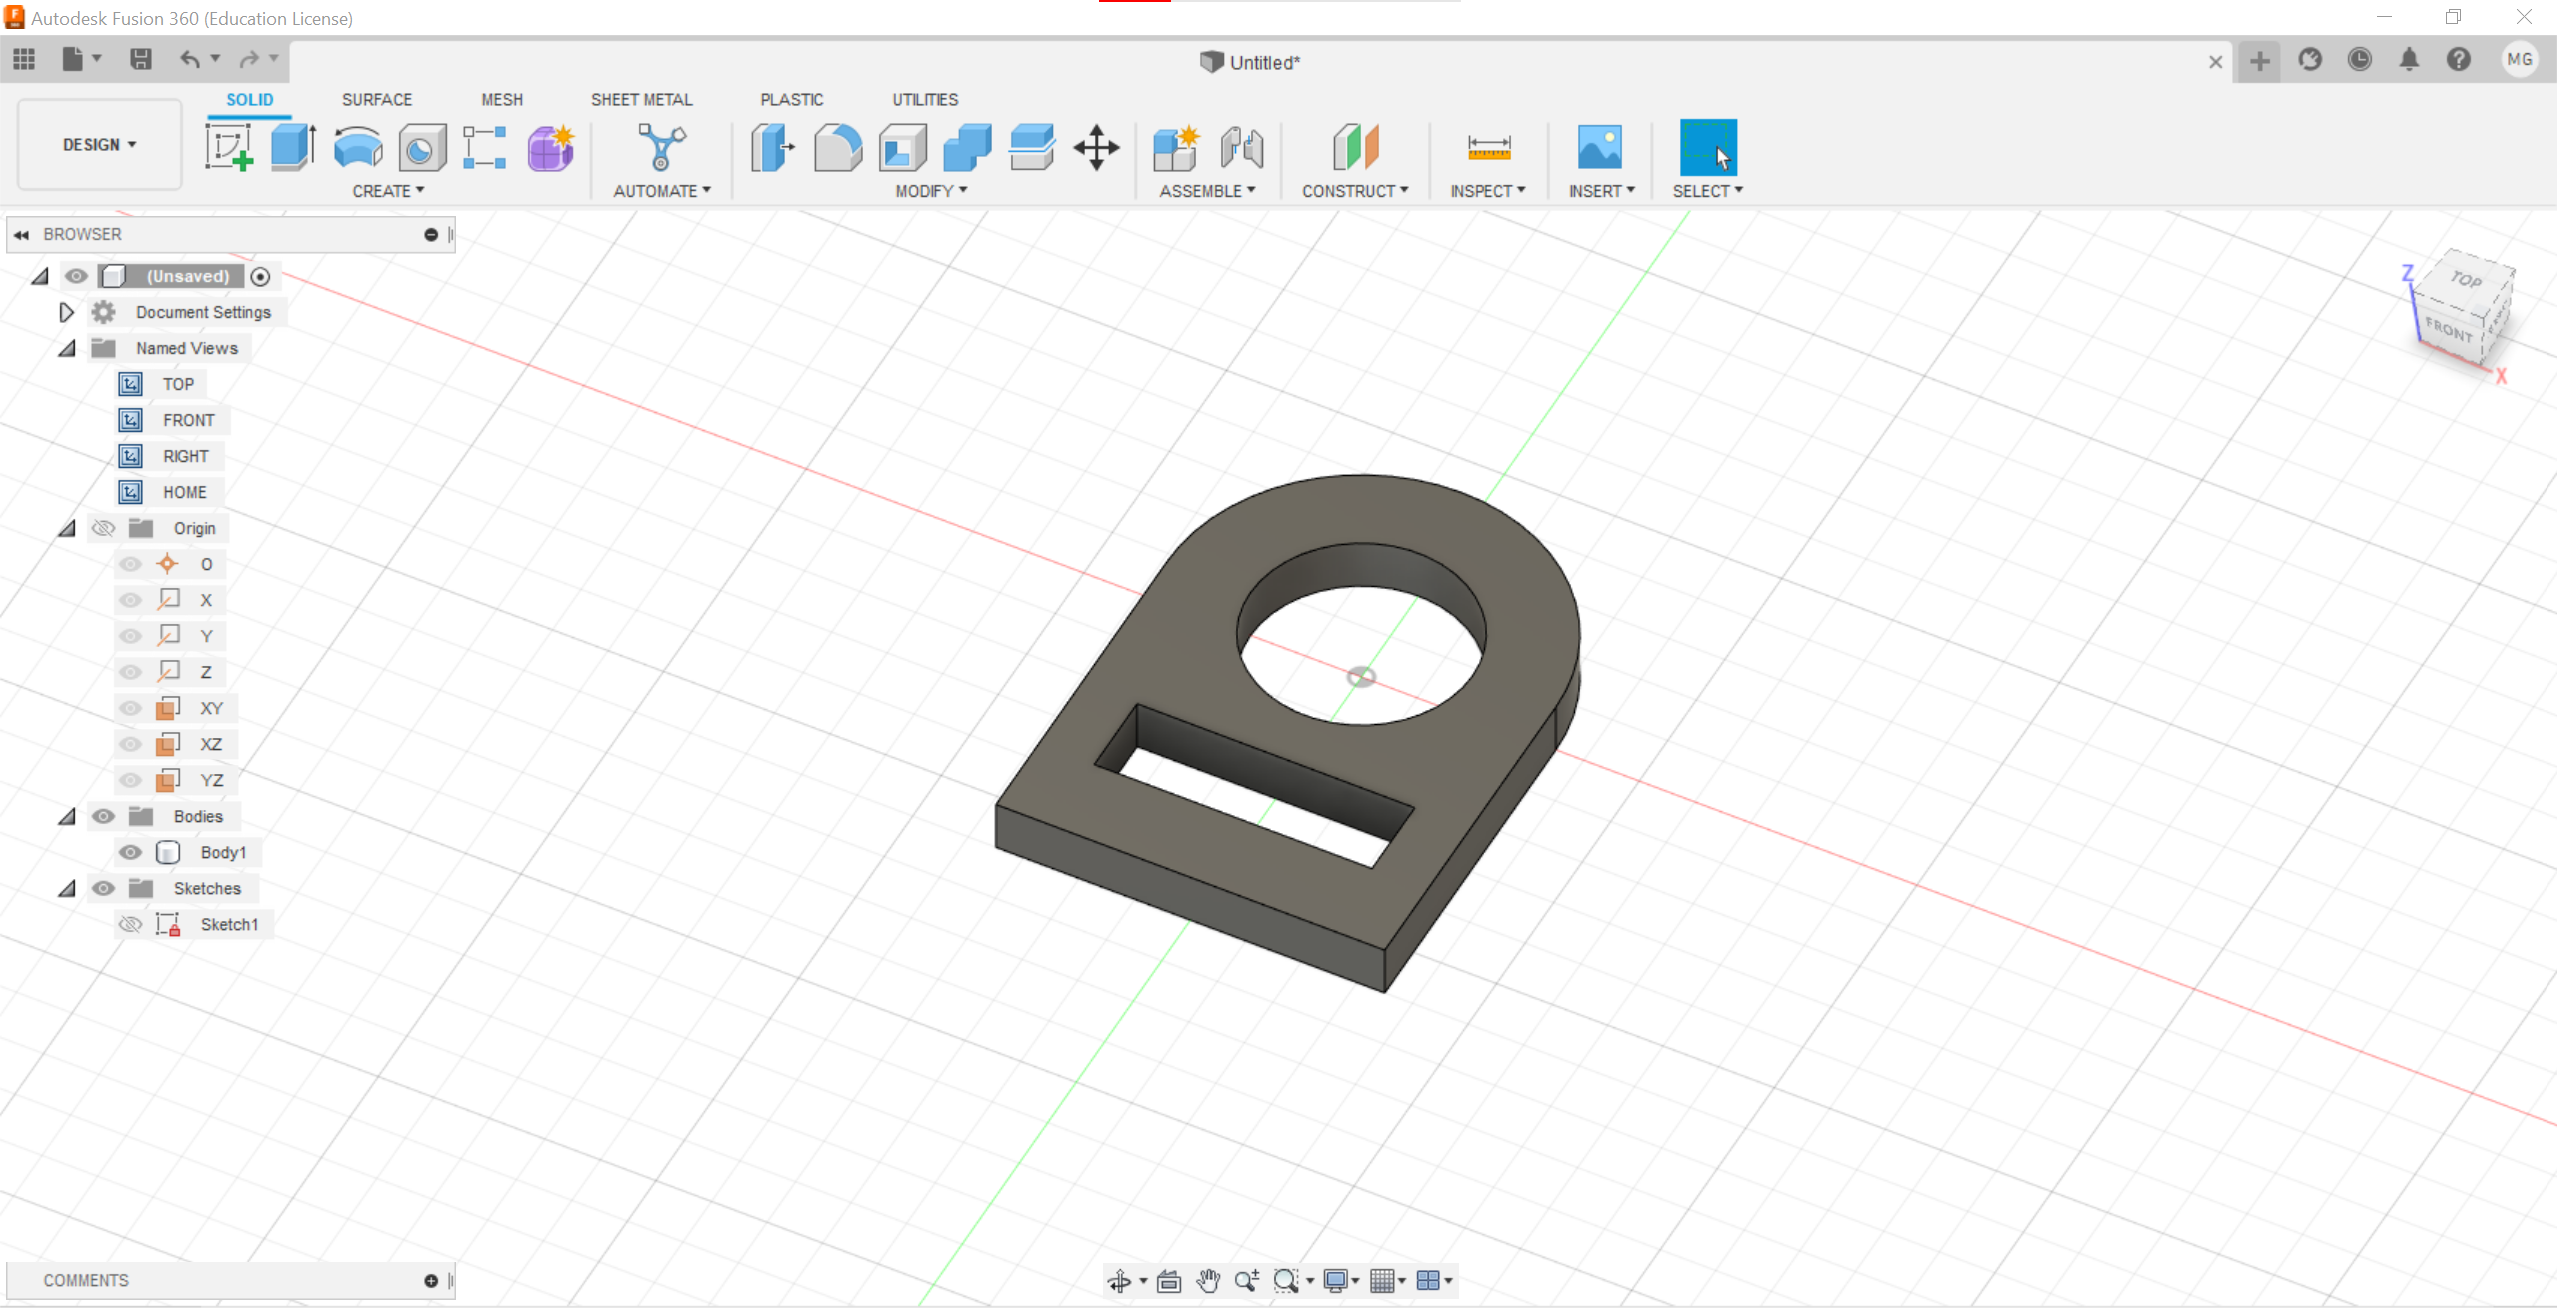 Autodesk Fusion 360 (Education License)
Untitled*
MG
DESIGN
SOLID
SURFACE
MESH
SHEET METAL
PLASTIC
UTILITIES
CREATE
AUTOMATE
MODIFY
ASSEMBLE
CONSTRUCT
INSPECT
INSERT
SELECT
BROWSER
(Unsaved)
Document Settings
Named Views
TOP
FRONT
RIGHT
HOME
Origin
O
X
Y
Z
XY
XZ
YZ
Bodies
Body1
Sketches
Sketch1
Z
TOP
FRONT
X
COMMENTS